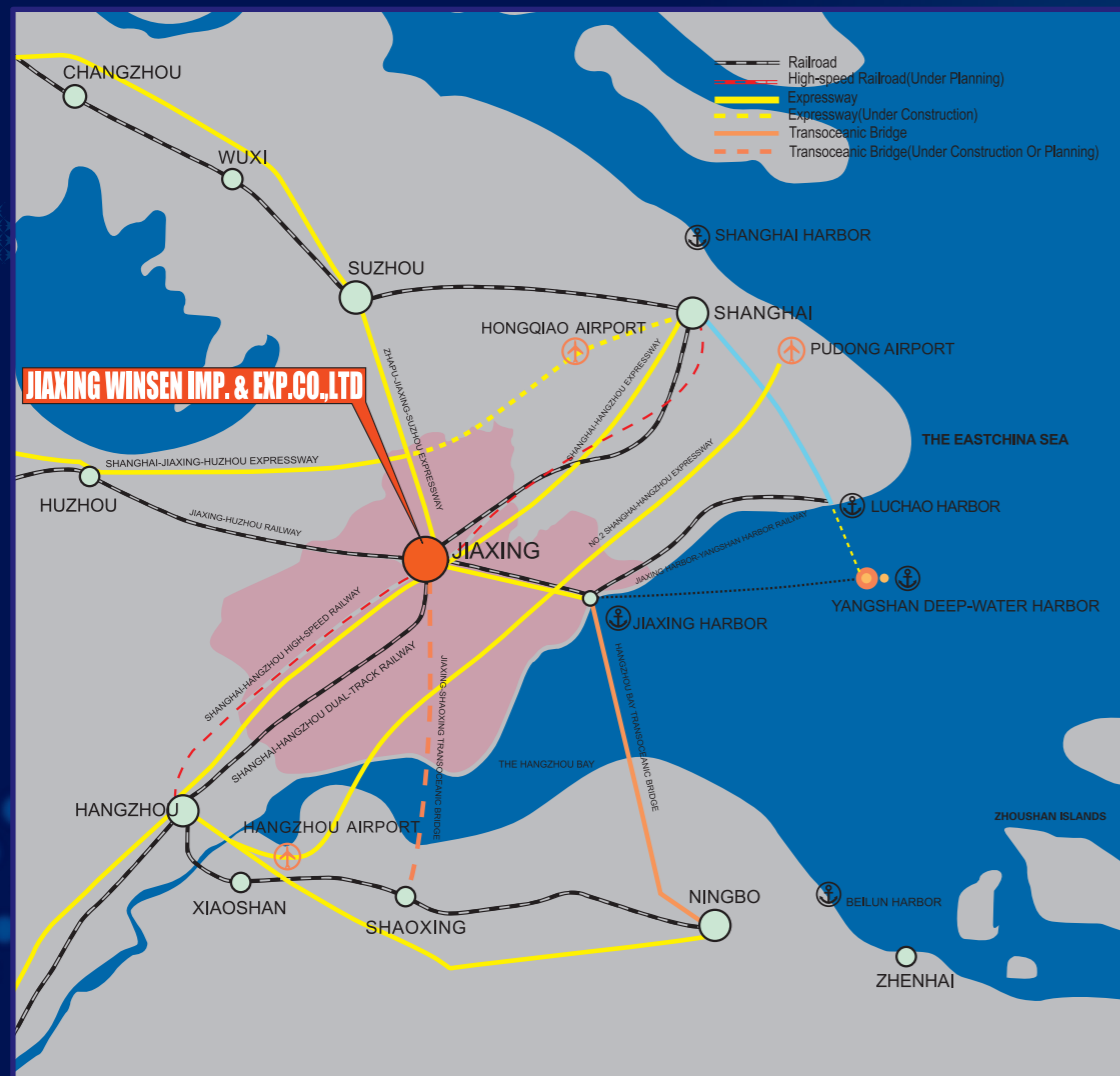 CHANGZHOU
Railroad
High-speed Railroad(Under Planning)
Expressway
Expressway(Under Construction)
Transoceanic Bridge
Transoceanic Bridge(Under Construction Or Planning)
WUXI
SHANGHAI HARBOR
SUZHOU
SHANGHAI
HONGQIAO AIRPORT
PUDONG AIRPORT
ZHAPU-JIAXING-SUZHOU EXPRESSWAY
SHANGHAI-HANGZHOU EXPRESSWAY
JIAXING WINSEN IMP. & EXP.CO.,LTD
THE EASTCHINA SEA
SHANGHAI-JIAXING-HUZHOU EXPRESSWAY
NO.2 SHANGHAI-HANGZHOU EXPRESSWAY
HUZHOU
LUCHAO HARBOR
JIAXING-HUZHOU RAILWAY
JIAXING
JIAXING HARBOR-YANGSHAN HARBOR RAILWAY
YANGSHAN DEEP-WATER HARBOR
JIAXING HARBOR
SHANGHAI-HANGZHOU HIGH-SPEED RAILWAY
SHANGHAI-HANGZHOU DUAL-TRACK RAILWAY
JIAXING-SHAOXING TRANSOCEANIC BRIDGE
HANGZHOU BAY TRANSOCEANIC BRIDGE
THE HANGZHOU BAY
HANGZHOU
HANGZHOU AIRPORT
ZHOUSHAN ISLANDS
XIAOSHAN
SHAOXING
NINGBO
BEILUN HARBOR
ZHENHAI